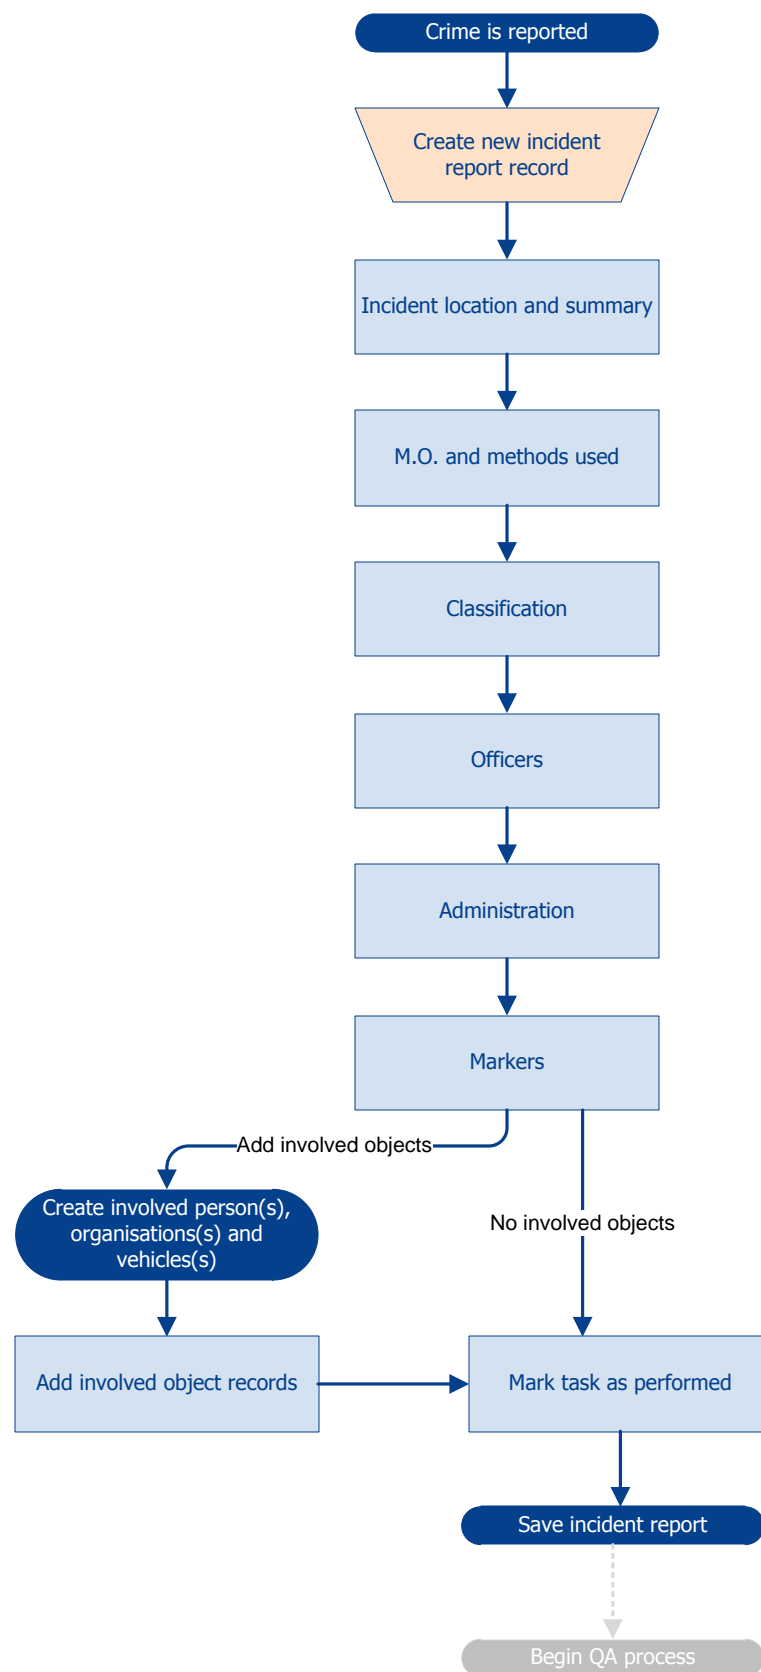 Crime is reported
Create new incident
report record
Incident location and summary
M.O. and methods used
Classification
Officers
Administration
Markers
Add involved objects
Create involved person(s),
organisations(s) and
vehicles(s)
No involved objects
Add involved object records
Mark task as performed
Save incident report
Begin QA process